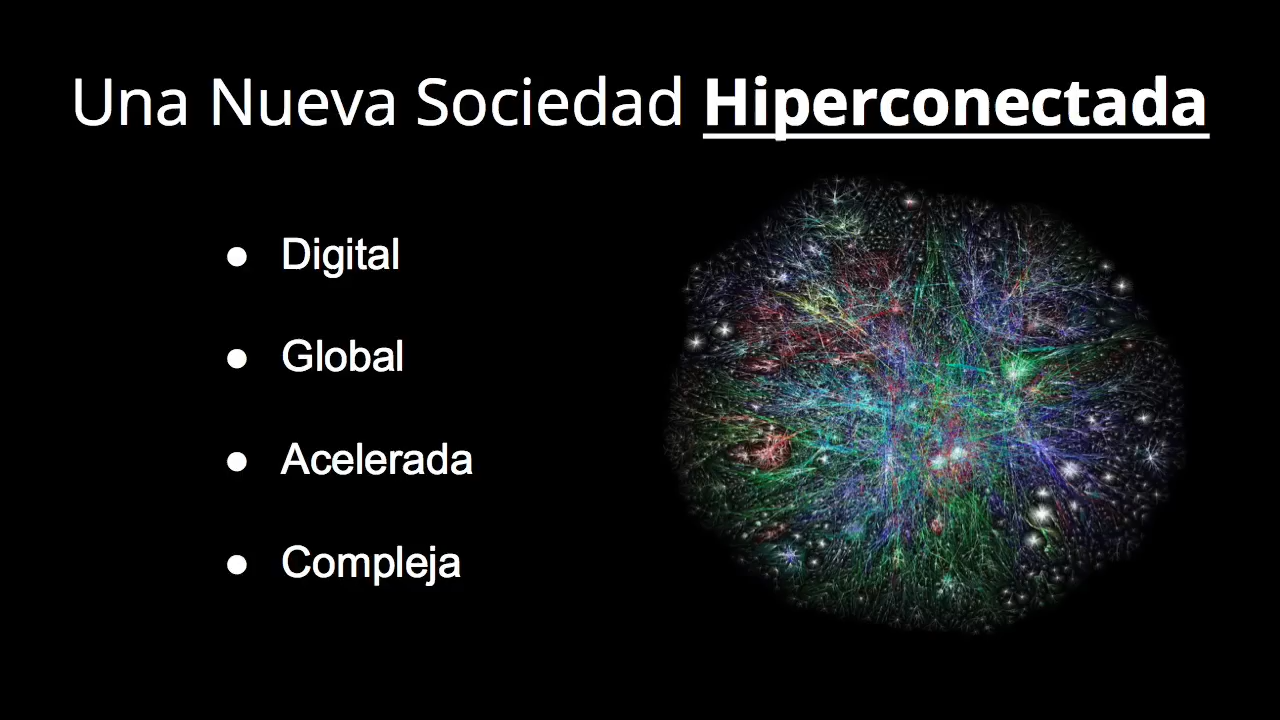 Una Nueva Sociedad Hiperconectada
● Digital
● Global
● Acelerada
● Compleja